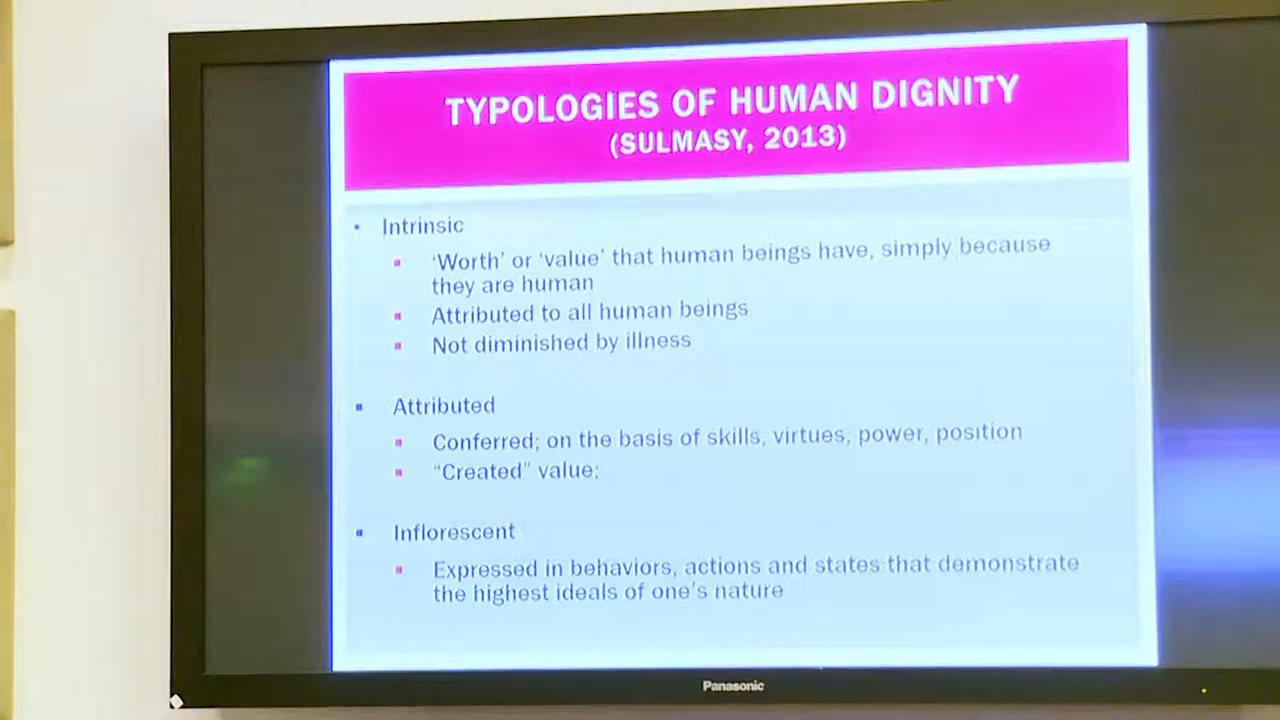 TYPOLOGIES OF HUMAN DIGNITY
(SULMASY, 2013)
• Intrinsic
▪ ‘Worth’ or ‘value’ that human beings have, simply because
they are human
▪ Attributed to all human beings
▪ Not diminished by illness
▪ Attributed
▪ Conferred; on the basis of skills, virtues, power, position
▪ “Created” value;
▪ Inflorescent
▪ Expressed in behaviors, actions and states that demonstrate
the highest ideals of one’s nature
Panasonic